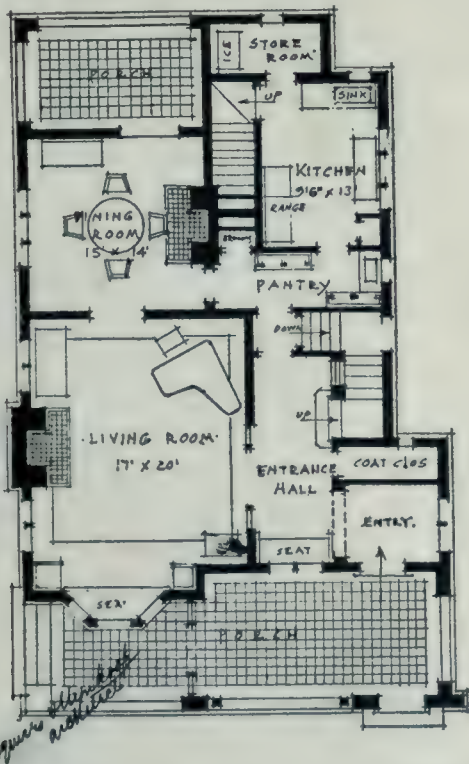 ICE
STORE
ROOM
PORCH
UP
SINK
KITCHEN
9'6" X 13'
RANGE
NING
ROOM
15 X 14'
PANTRY
DOWN
UP
LIVING ROOM
17' X 20'
ENTRANCE
HALL
COAT CLOS
ENTRY.
SEAT
SEAT
PORCH
architects